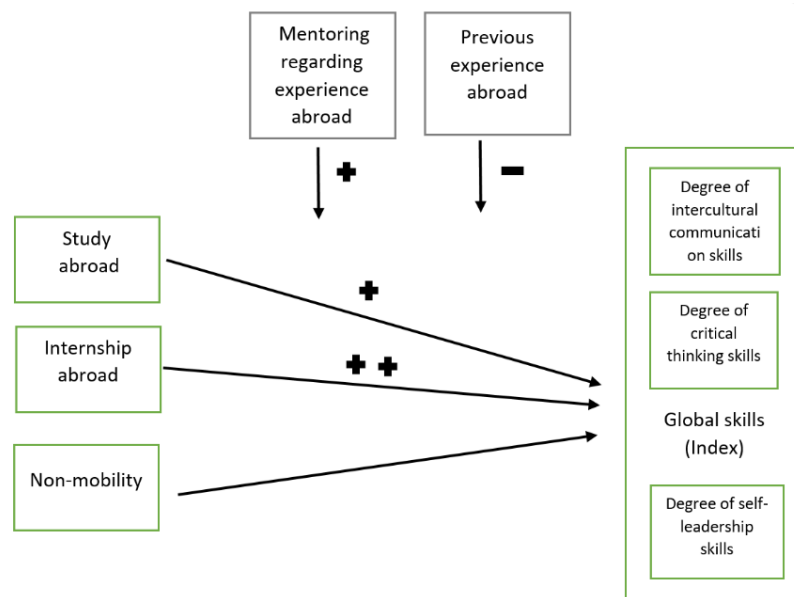 Mentoring
regarding
experience
abroad
Previous
experience
abroad
+
−
Study
abroad
+
Internship
abroad
++
Non-mobility
Degree of
intercultural
communicati
on skills
Degree of
critical
thinking skills
Global skills
(Index)
Degree of self-
leadership
skills